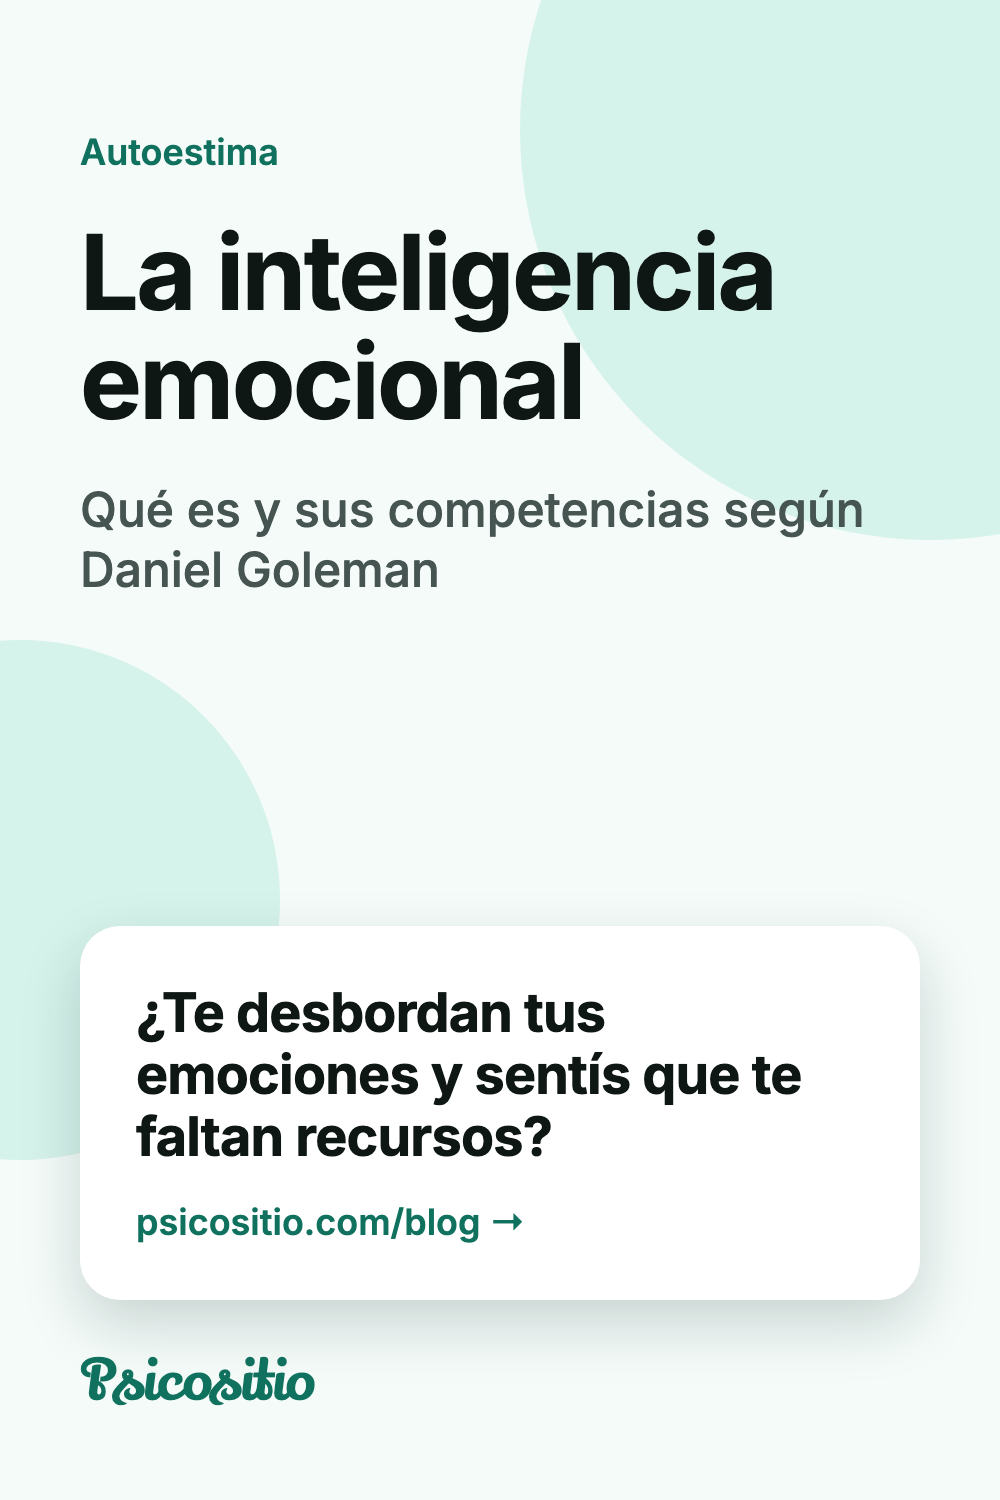 Autoestima
La inteligencia
emocional
Qué es y sus competencias según
Daniel Goleman
¿Te desbordan tus
emociones y sentís que te
faltan recursos?
psicositio.com/blog →
Psicositio